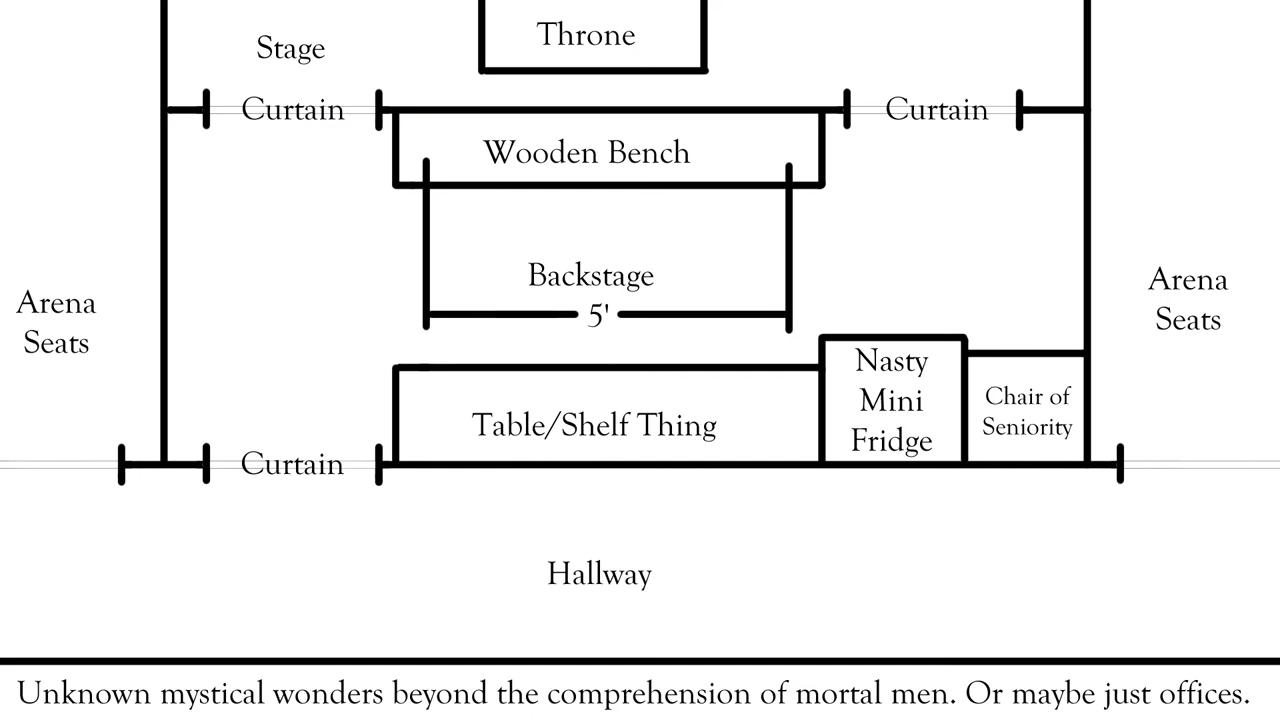 Throne
Stage
Curtain
Curtain
Wooden Bench
Backstage
5'
Arena
Seats
Arena
Seats
Nasty
Mini
Fridge
Chair of
Seniority
Table/Shelf Thing
Curtain
Hallway
Unknown mystical wonders beyond the comprehension of mortal men. Or maybe just offices.